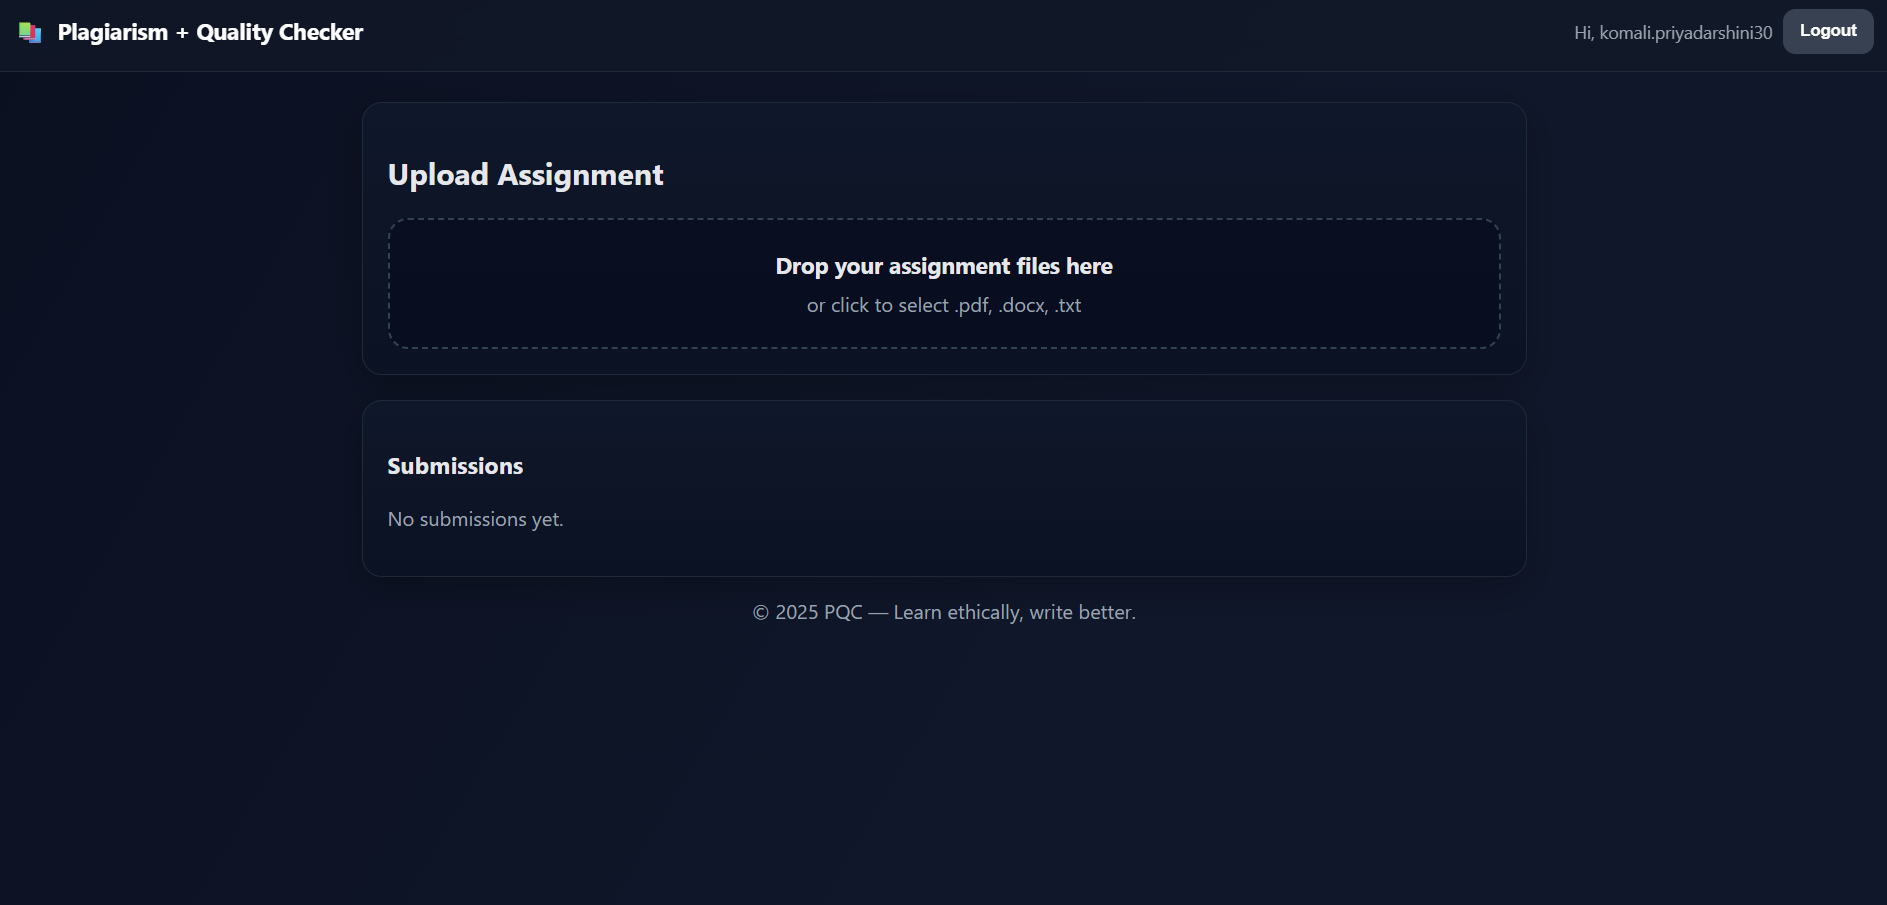 Plagiarism + Quality Checker
Hi, komali.priyadarshini30
Logout
Upload Assignment
Drop your assignment files here
or click to select .pdf, .docx, .txt
Submissions
No submissions yet.
© 2025 PQC — Learn ethically, write better.